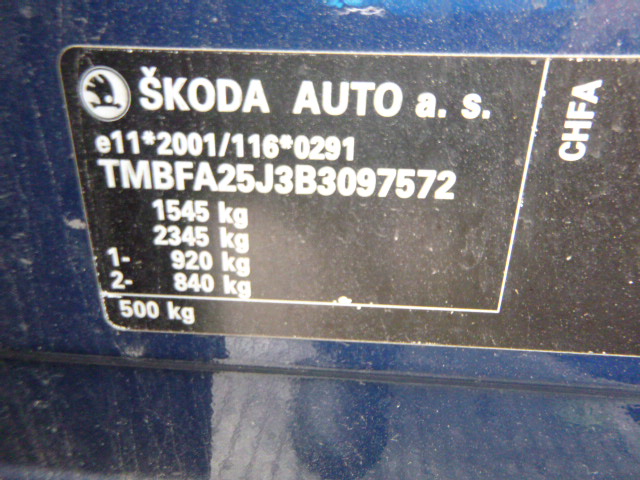 ŠKODA AUTO a. s.
e11*2001/116*0291
TMBFA25J3B3097572
1545 kg
2345 kg
1- 920 kg
2- 840 kg
500 kg
CHFA